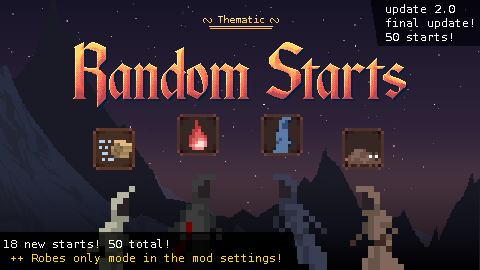 update 2.0
final update!
50 starts!
Thematic
Random Starts
18 new starts! 50 total!
++ Robes only mode in the mod settings!